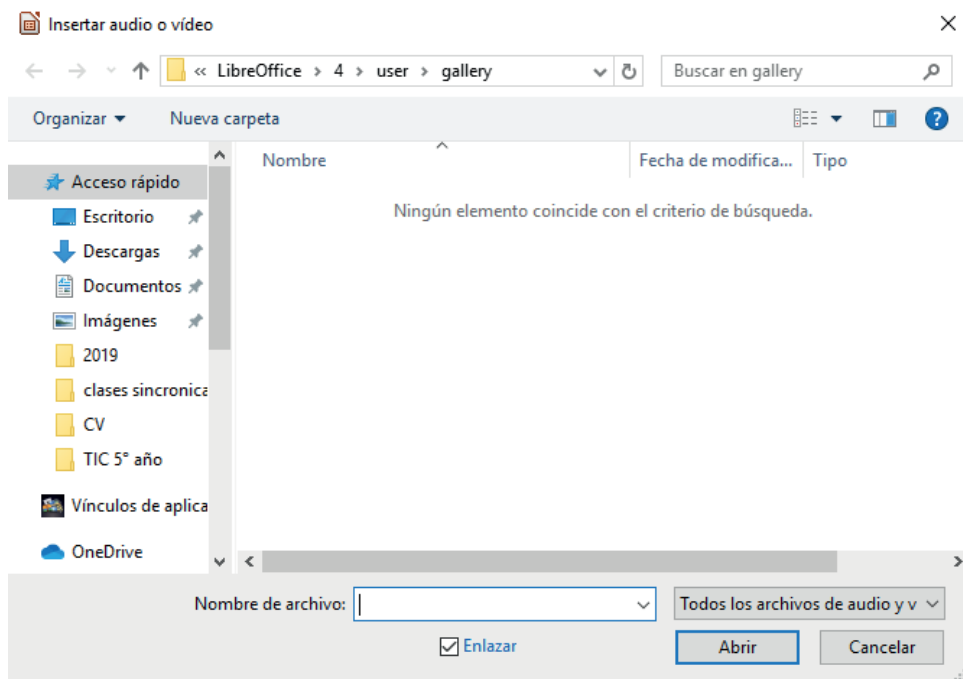 Insertar audio o vídeo
« LibreOffice > 4 > user > gallery
Buscar en gallery
Organizar
Nueva carpeta
Nombre
Fecha de modifica...
Tipo
Ningún elemento coincide con el criterio de búsqueda.
Acceso rápido
Escritorio
Descargas
Documentos
Imágenes
2019
clases sincronica
CV
TIC 5° año
Vínculos de aplica
OneDrive
Nombre de archivo:
Todos los archivos de audio y v
Enlazar
Abrir
Cancelar